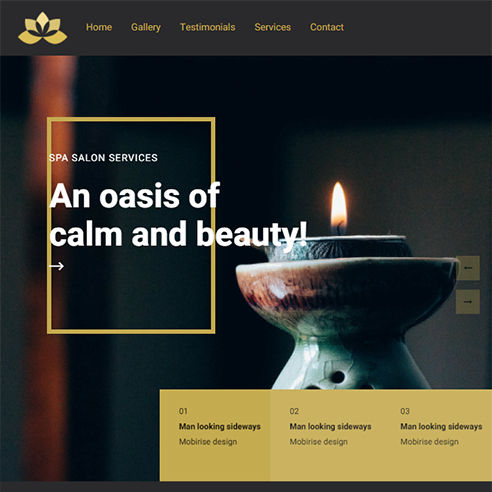 Home Gallery Testimonials Services Contact
SPA SALON SERVICES
An oasis of
calm and beauty!
01 02 03
Man looking sideways Man looking sideways Man looking sideways
Mobirise design Mobirise design Mobirise design